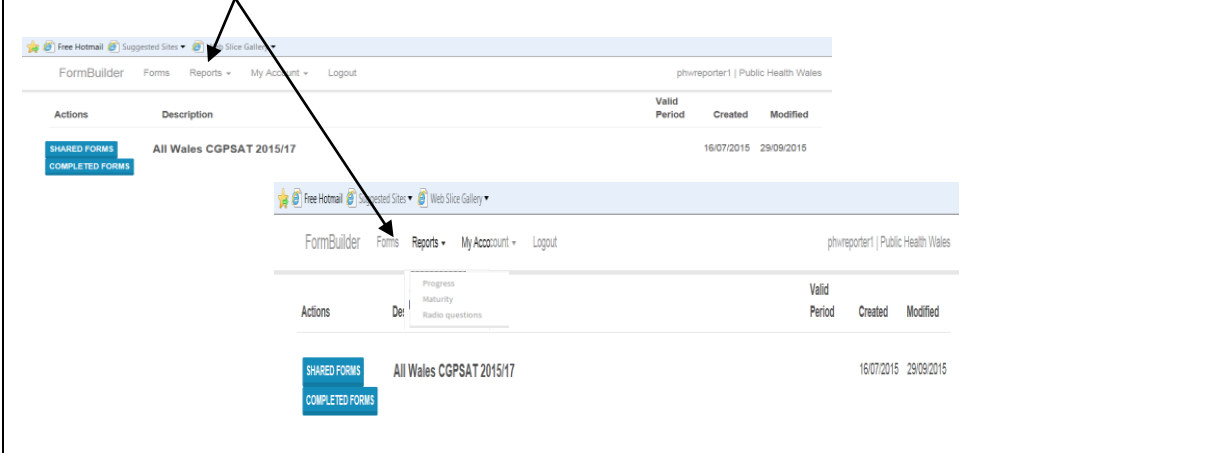 Free Hotmail Suggested Sites Web Slice Gallery
FormBuilder Forms Reports My Account Logout phwreporter1 | Public Health Wales
Actions Description Valid Period Created Modified
SHARED FORMS All Wales CGPSAT 2015/17 16/07/2015 29/09/2015
COMPLETED FORMS
Free Hotmail Suggested Sites Web Slice Gallery
FormBuilder Forms Reports My Accocount Logout phwreporter1 | Public Health Wales
Progress
Maturity
Radio questions
Actions Des Valid Period Created Modified
SHARED FORMS All Wales CGPSAT 2015/17 16/07/2015 29/09/2015
COMPLETED FORMS